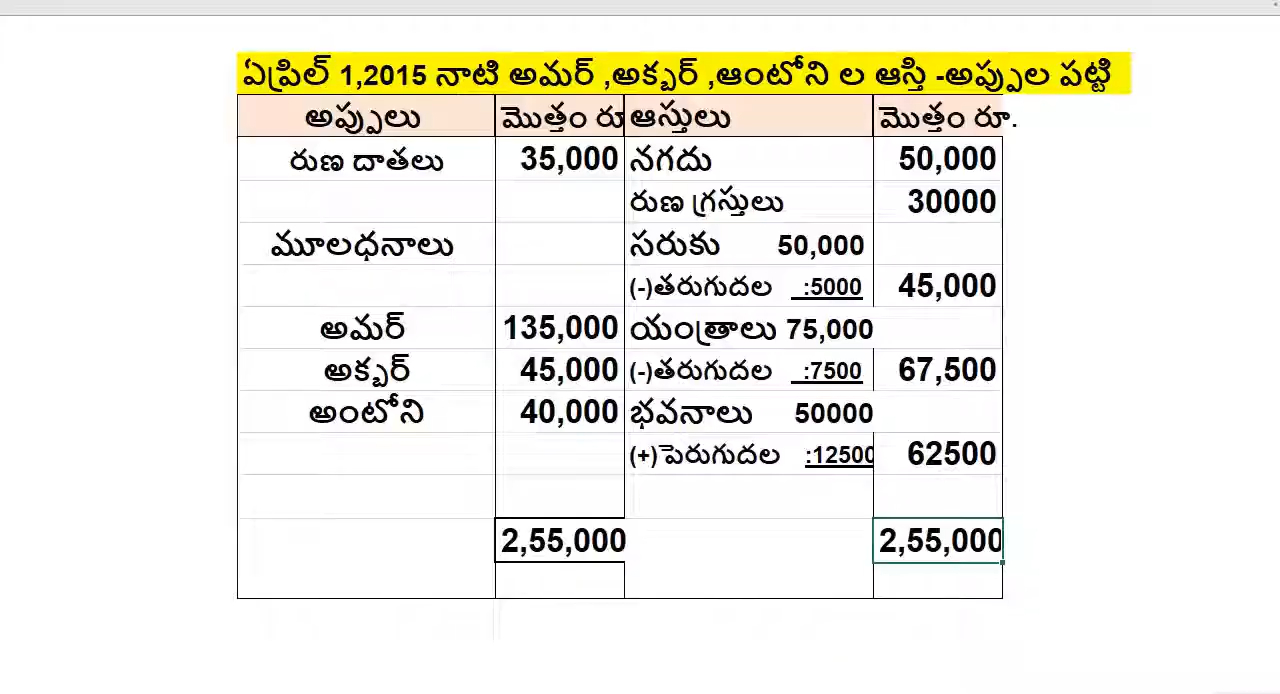 ఏప్రిల్ 1,2015 నాటి అమర్ ,అక్బర్ ,ఆంటోని ల ఆస్తి -అప్పుల పట్టి
అప్పులు మొత్తం రూ ఆస్తులు మొత్తం రూ.
రుణ దాతలు 35,000 నగదు 50,000
రుణ గ్రస్తులు 30000
మూలధనాలు సరుకు 50,000
(-)తరుగుదల :5000 45,000
అమర్ 135,000 యంత్రాలు 75,000
అక్బర్ 45,000 (-)తరుగుదల :7500 67,500
అంటోని 40,000 భవనాలు 50000
(+)పెరుగుదల :12500 62500
2,55,000 2,55,000